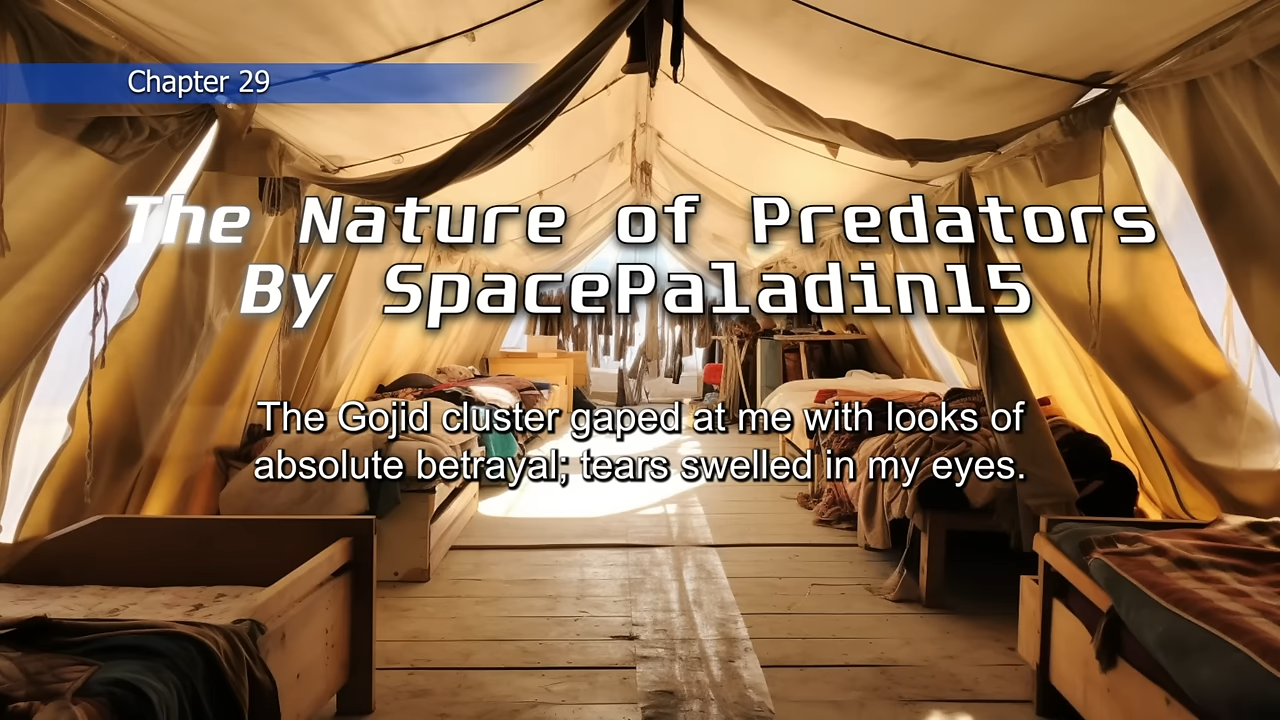 Chapter 29
The Nature of Predators
By SpacePaladin15
The Gojid cluster gaped at me with looks of
absolute betrayal; tears swelled in my eyes.